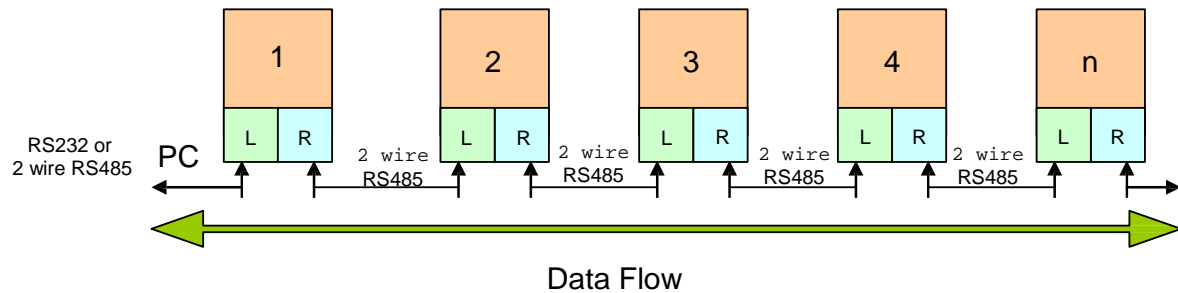 1
2
3
4
n
L R
L R
L R
L R
L R
RS232 or
2 wire RS485
PC
2 wire
RS485
2 wire
RS485
2 wire
RS485
2 wire
RS485
Data Flow